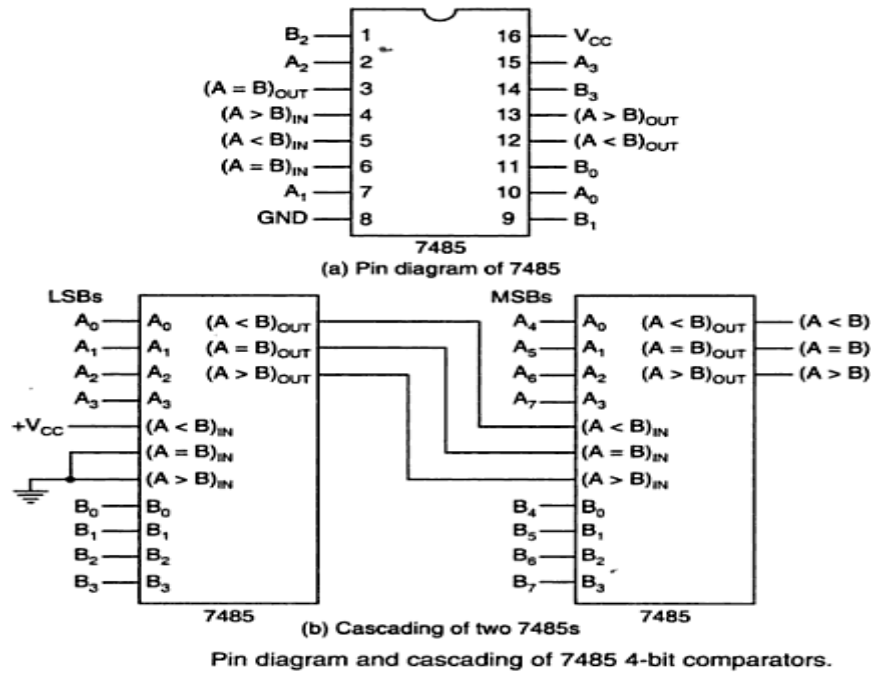 B2 1 16 VCC
A2 2 15 A3
(A = B)OUT 3 14 B3
(A > B)IN 4 13 (A > B)OUT
(A < B)IN 5 12 (A < B)OUT
(A = B)IN 6 11 B0
A1 7 10 A0
GND 8 9 B1
7485
(a) Pin diagram of 7485
LSBs MSBs
A0 A0 (A < B)OUT A4 A0 (A < B)OUT (A < B)
A1 A1 (A = B)OUT A5 A1 (A = B)OUT (A = B)
A2 A2 (A > B)OUT A6 A2 (A > B)OUT (A > B)
A3 A3 A7 A3
+VCC (A < B)IN (A < B)IN
(A = B)IN (A = B)IN
(A > B)IN (A > B)IN
B0 B0 B4 B0
B1 B1 B5 B1
B2 B2 B6 B2
B3 B3 B7 B3
7485 7485
(b) Cascading of two 7485s
Pin diagram and cascading of 7485 4-bit comparators.